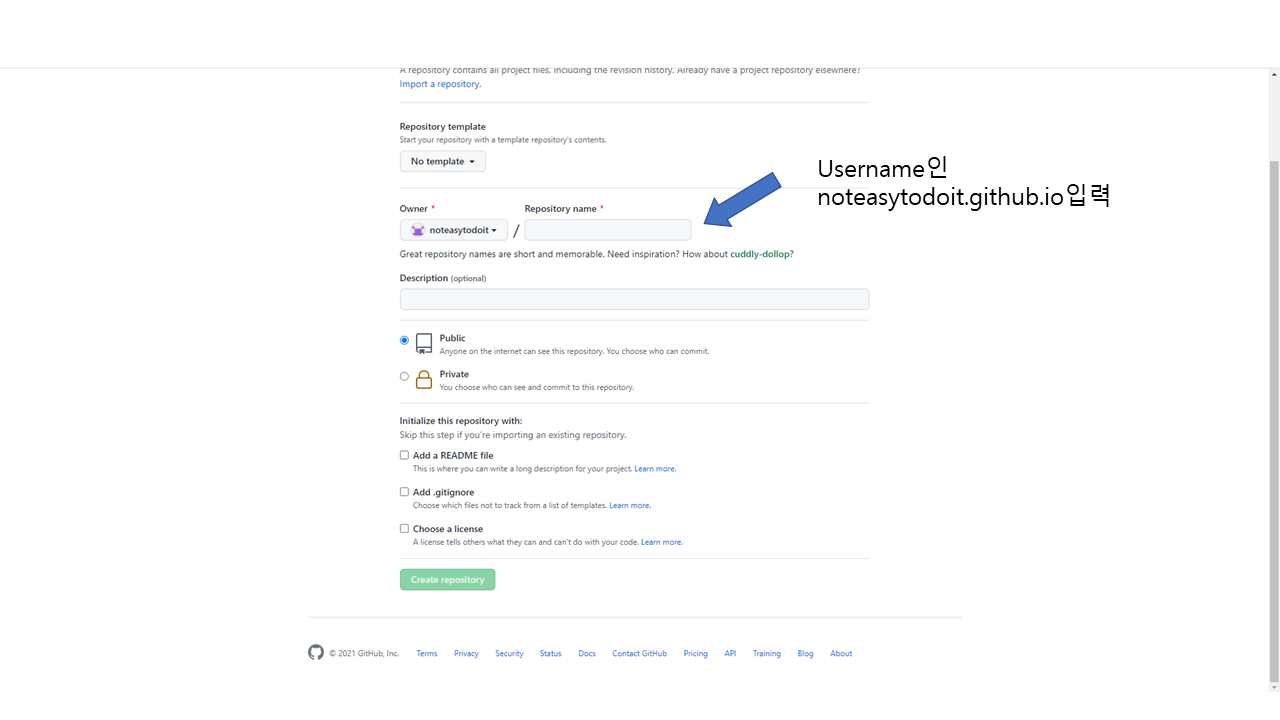 A repository contains all project files, including the revision history. Already have a project repository elsewhere?
Import a repository.
Repository template
Start your repository with a template repository's contents.
No template
Username인
noteasytodoit.github.io입력
Owner *
Repository name *
noteasytodoit
/
Great repository names are short and memorable. Need inspiration? How about cuddly-dollop?
Description (optional)
Public
Anyone on the internet can see this repository. You choose who can commit.
Private
You choose who can see and commit to this repository.
Initialize this repository with:
Skip this step if you're importing an existing repository.
Add a README file
This is where you can write a long description for your project. Learn more.
Add .gitignore
Choose which files not to track from a list of templates. Learn more.
Choose a license
A license tells others what they can and can't do with your code. Learn more.
Create repository
© 2021 GitHub, Inc. Terms Privacy Security Status Docs Contact GitHub Pricing API Training Blog About